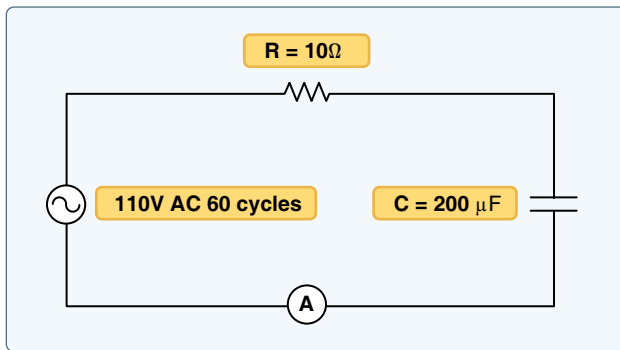 R = 10Ω
110V AC 60 cycles
C = 200 μF
A